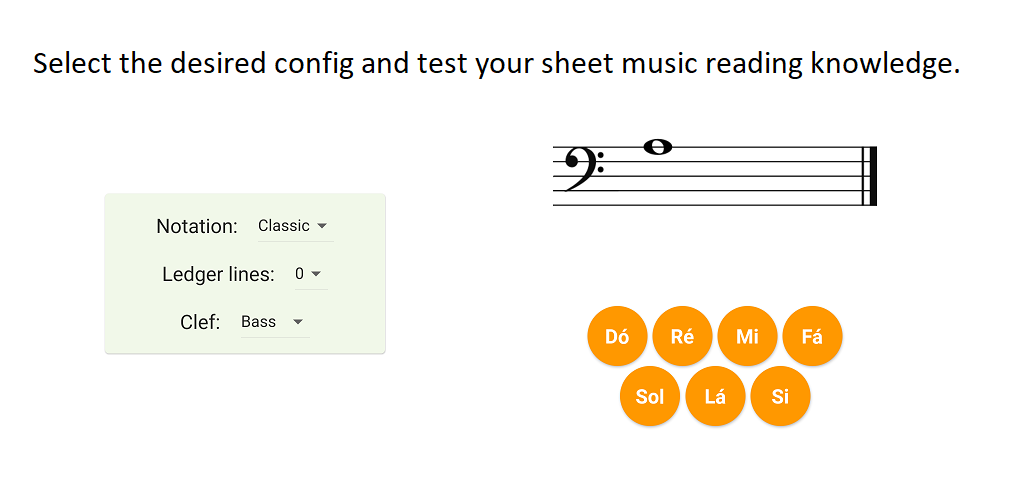 Select the desired config and test your sheet music reading knowledge.
Notation: Classic
Ledger lines: 0
Clef: Bass
Dó Ré Mi Fá
Sol Lá Si